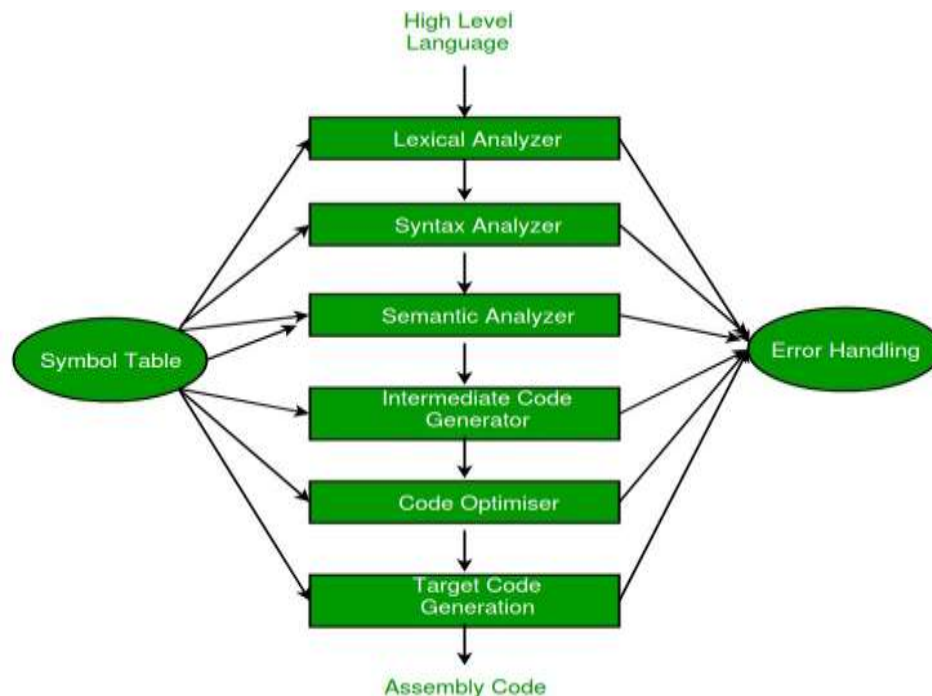 High Level
Language
Lexical Analyzer
Syntax Analyzer
Semantic Analyzer
Symbol Table
Error Handling
Intermediate Code
Generator
Code Optimiser
Target Code
Generation
Assembly Code